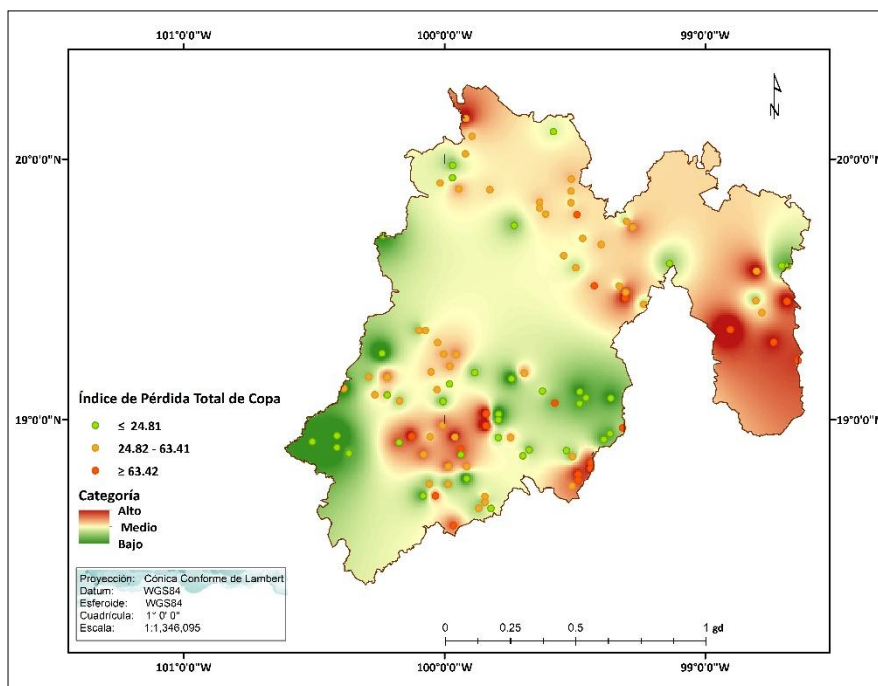 101°0'0"W 100°0'0"W 99°0'0"W
N
20°0'0"N 20°0'0"N
19°0'0"N 19°0'0"N
Índice de Pérdida Total de Copa
≤ 24.81
24.82 - 63.41
≥ 63.42
Categoría
Alto
Medio
Bajo
Proyección: Cónica Conforme de Lambert
Datum: WGS84
Esferoide: WGS84
Cuadrícula: 1° 0' 0"
Escala: 1:1,346,095
0 0.25 0.5 1 gd
101°0'0"W 100°0'0"W 99°0'0"W